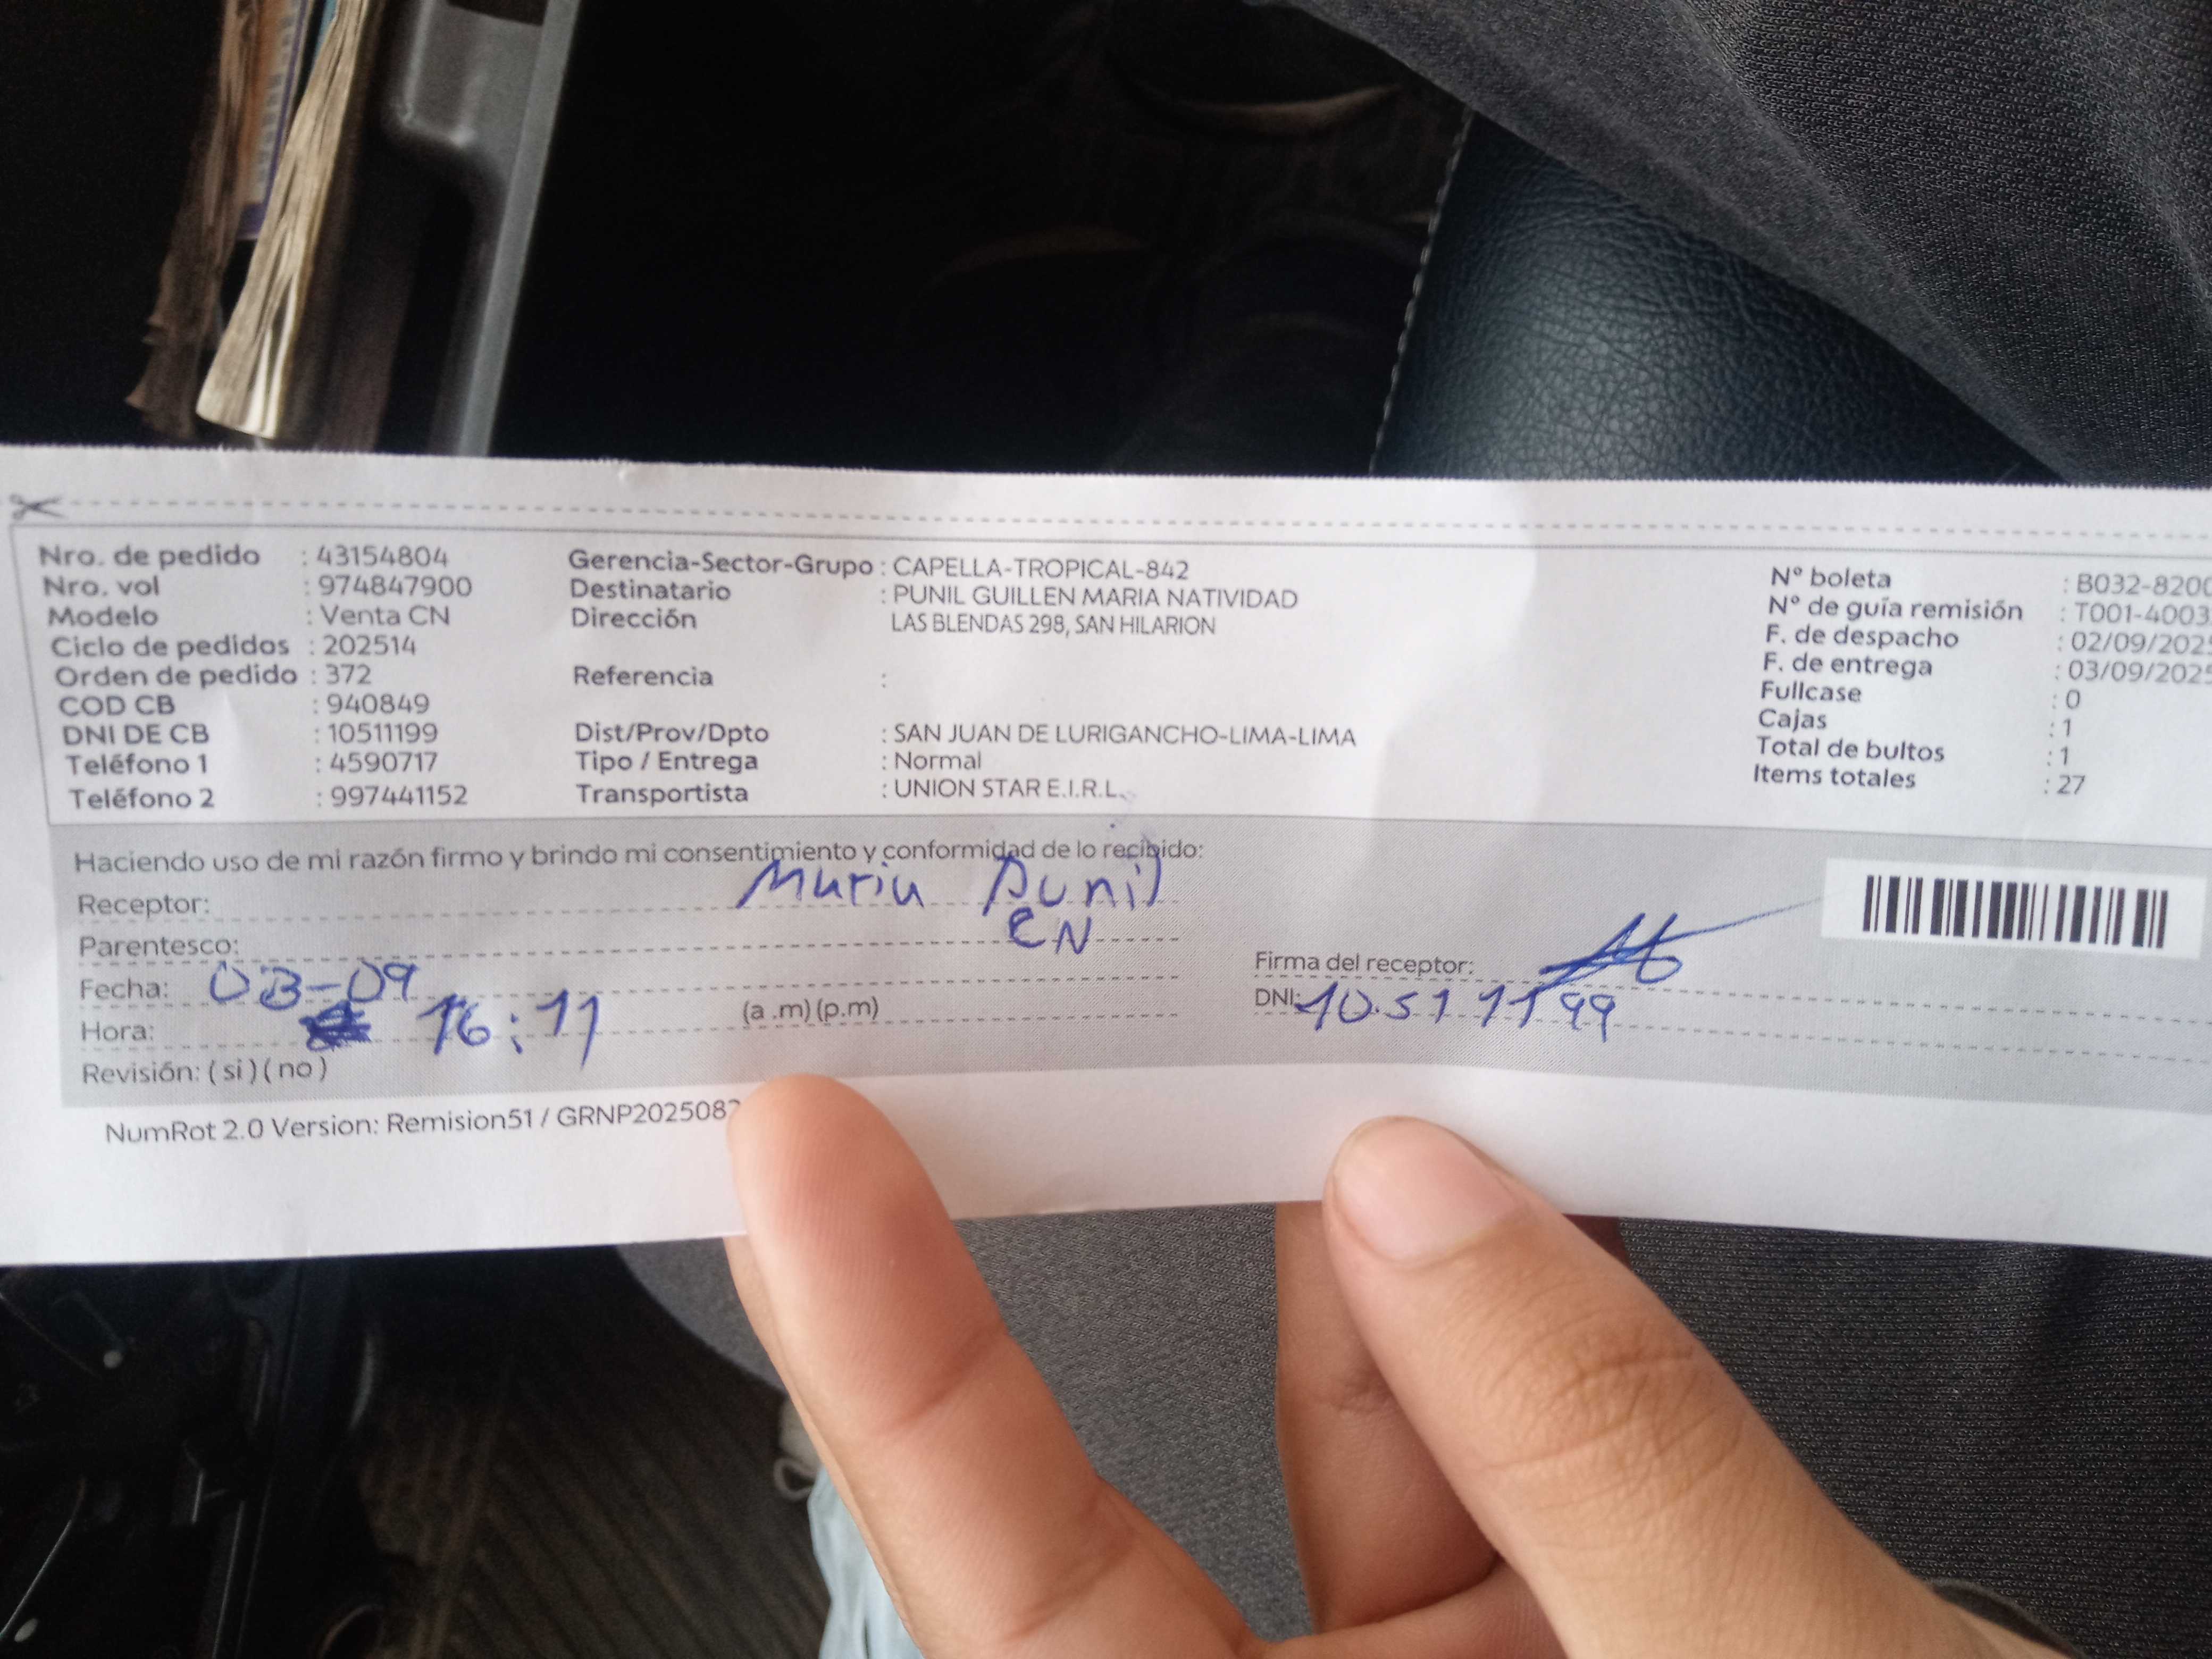 Nro. de pedido : 43154804
Nro. vol : 974847900
Modelo : Venta CN
Ciclo de pedidos : 202514
Orden de pedido : 372
COD CB : 940849
DNI DE CB : 10511199
Teléfono 1 : 4590717
Teléfono 2 : 997441152
Gerencia-Sector-Grupo : CAPELLA-TROPICAL-842
Destinatario : PUNIL GUILLEN MARIA NATIVIDAD
Dirección LAS BLENDAS 298, SAN HILARION
Referencia :
Dist/Prov/Dpto : SAN JUAN DE LURIGANCHO-LIMA-LIMA
Tipo / Entrega : Normal
Transportista : UNION STAR E.I.R.L.
N° boleta : B032-8200
N° de guía remisión : T001-4003
F. de despacho : 02/09/2025
F. de entrega : 03/09/2025
Fullcase : 0
Cajas : 1
Total de bultos : 1
Items totales : 27
Haciendo uso de mi razón firmo y brindo mi consentimiento y conformidad de lo recibido:
Receptor: Maria Punil
Parentesco: CN
Fecha: 03-09
Hora: 16:11 (a .m) (p.m)
Revisión: ( si ) ( no )
Firma del receptor:
DNI: 10511199
NumRot 2.0 Version: Remision51 / GRNP202508